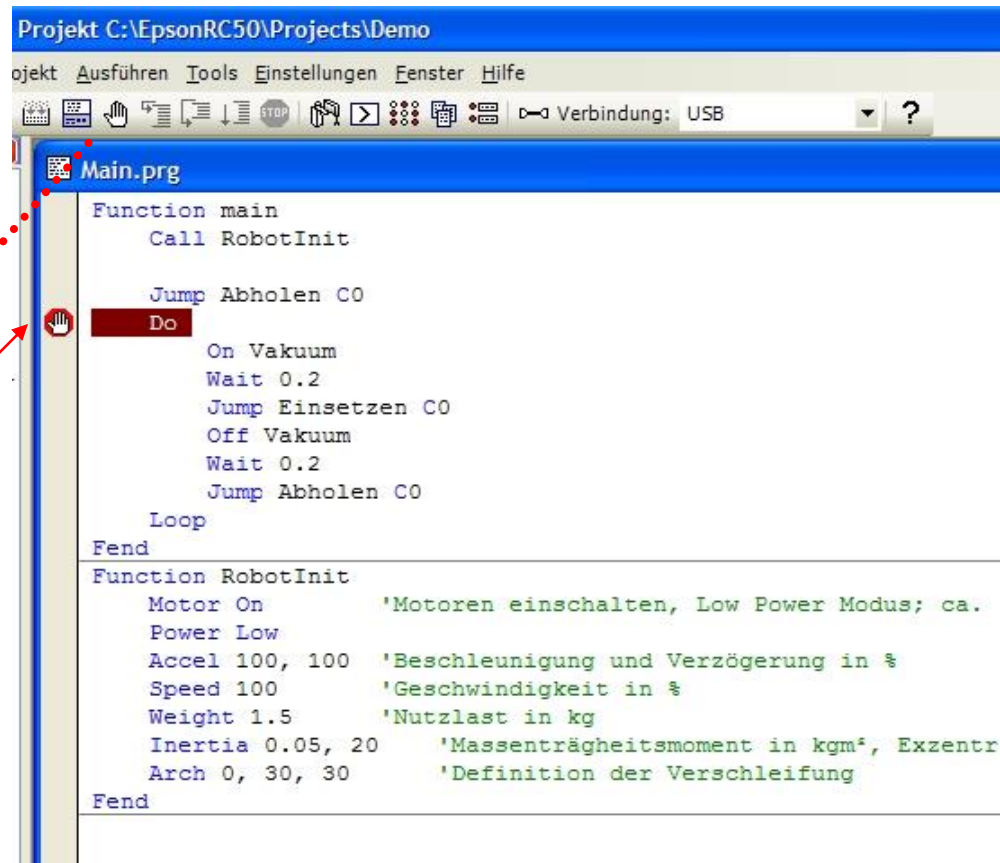 Projekt C:\EpsonRC50\Projects\Demo
ojekt Ausführen Tools Einstellungen Fenster Hilfe
STOP Verbindung: USB ?
Main.prg
Function main
Call RobotInit
Jump Abholen C0
Do
On Vakuum
Wait 0.2
Jump Einsetzen C0
Off Vakuum
Wait 0.2
Jump Abholen C0
Loop
Fend
Function RobotInit
Motor On 'Motoren einschalten, Low Power Modus; ca.
Power Low
Accel 100, 100 'Beschleunigung und Verzögerung in %
Speed 100 'Geschwindigkeit in %
Weight 1.5 'Nutzlast in kg
Inertia 0.05, 20 'Massenträgheitsmoment in kgm², Exzentr
Arch 0, 30, 30 'Definition der Verschleifung
Fend